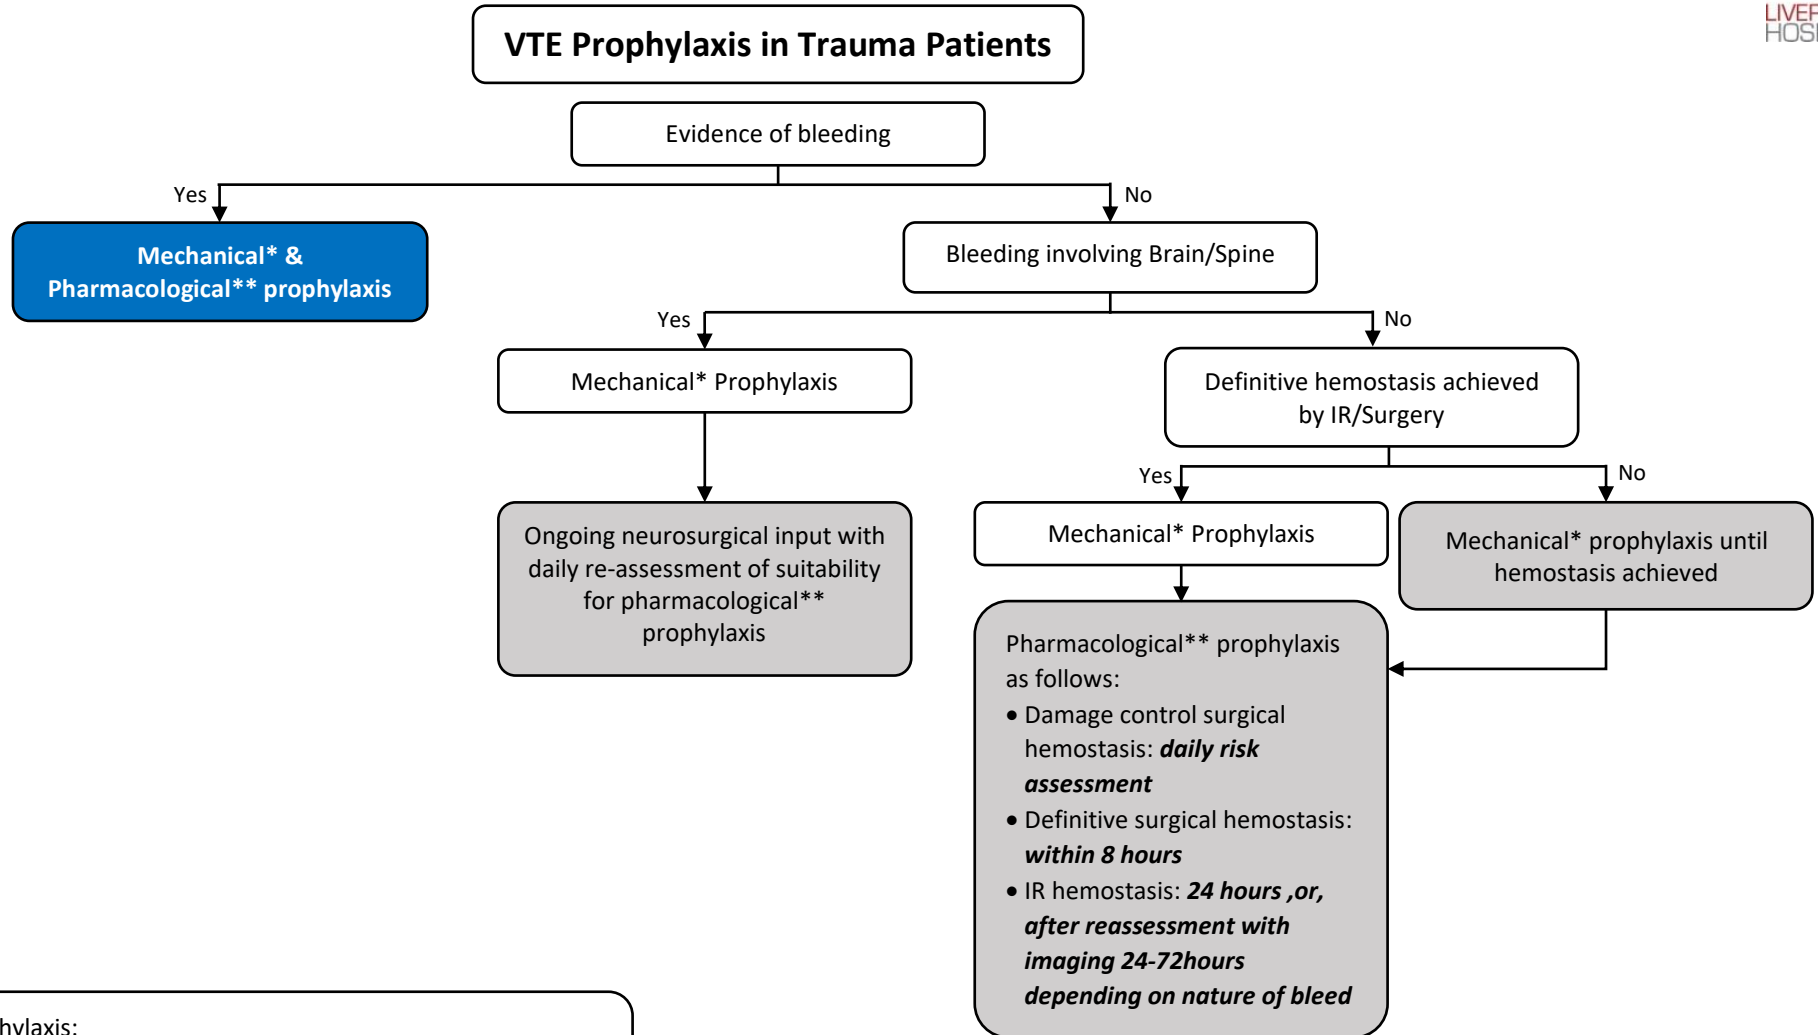 LIVER
HOSI
VTE Prophylaxis in Trauma Patients
Evidence of bleeding
Yes
No
Mechanical* &
Pharmacological** prophylaxis
Bleeding involving Brain/Spine
Yes
No
Mechanical* Prophylaxis
Definitive hemostasis achieved
by IR/Surgery
Yes
No
Ongoing neurosurgical input with
daily re-assessment of suitability
for pharmacological**
prophylaxis
Mechanical* Prophylaxis
Mechanical* prophylaxis until
hemostasis achieved
Pharmacological** prophylaxis
as follows:
• Damage control surgical
hemostasis: daily risk
assessment
• Definitive surgical hemostasis:
within 8 hours
• IR hemostasis: 24 hours ,or,
after reassessment with
imaging 24-72hours
depending on nature of bleed
hylaxis: